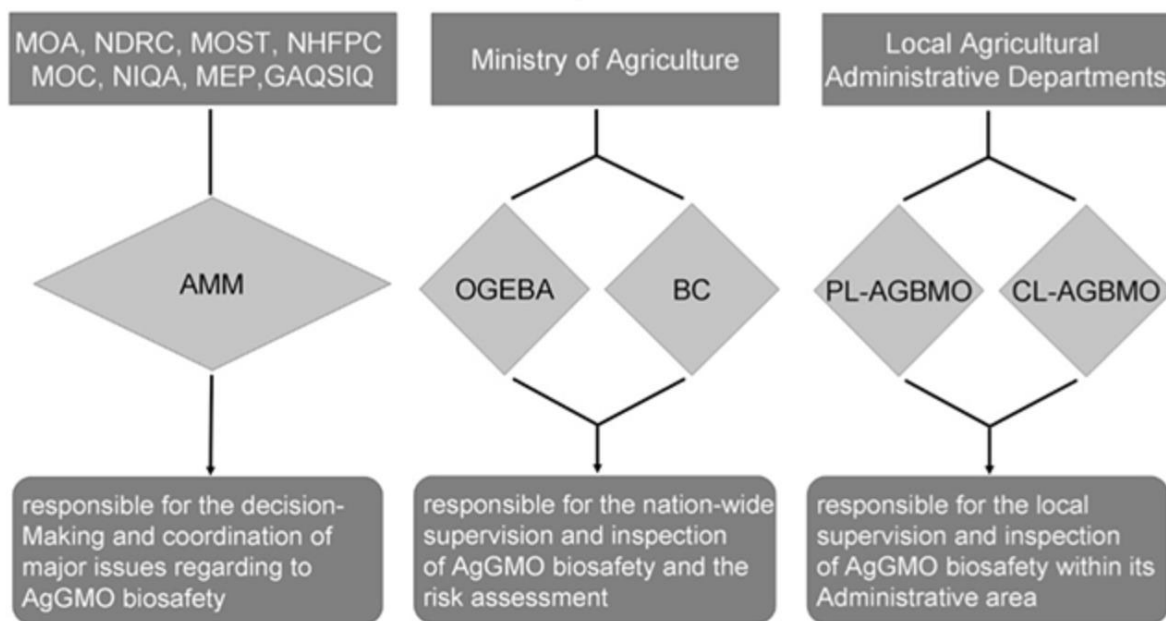 MOA, NDRC, MOST, NHFPC
MOC, NIQA, MEP,GAQSIQ
Ministry of Agriculture
Local Agricultural
Administrative Departments
AMM
OGEBA
BC
PL-AGBMO
CL-AGBMO
responsible for the decision-
Making and coordination of
major issues regarding to
AgGMO biosafety
responsible for the nation-wide
supervision and inspection
of AgGMO biosafety and the
risk assessment
responsible for the local
supervision and inspection
of AgGMO biosafety within its
Administrative area